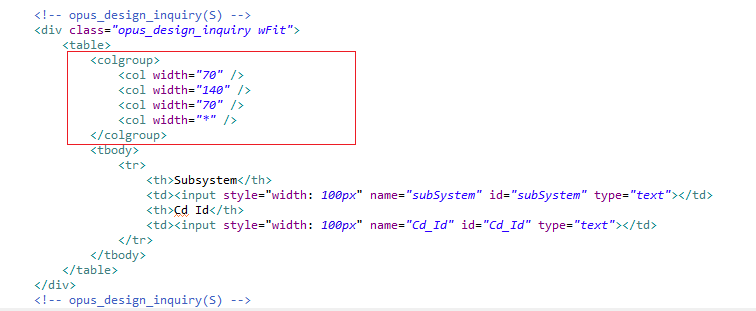 <!-- opus_design_inquiry(S) -->
<div class="opus_design_inquiry wFit">
    <table>
        <colgroup>
            <col width="70" />
            <col width="140" />
            <col width="70" />
            <col width="*" />
        </colgroup>
        <tbody>
            <tr>
                <th>Subsystem</th>
                <td><input style="width: 100px" name="subSystem" id="subSystem" type="text"></td>
                <th>Cd Id</th>
                <td><input style="width: 100px" name="Cd_Id" id="Cd_Id" type="text"></td>
            </tr>
        </tbody>
    </table>
</div>
<!-- opus_design_inquiry(S) -->